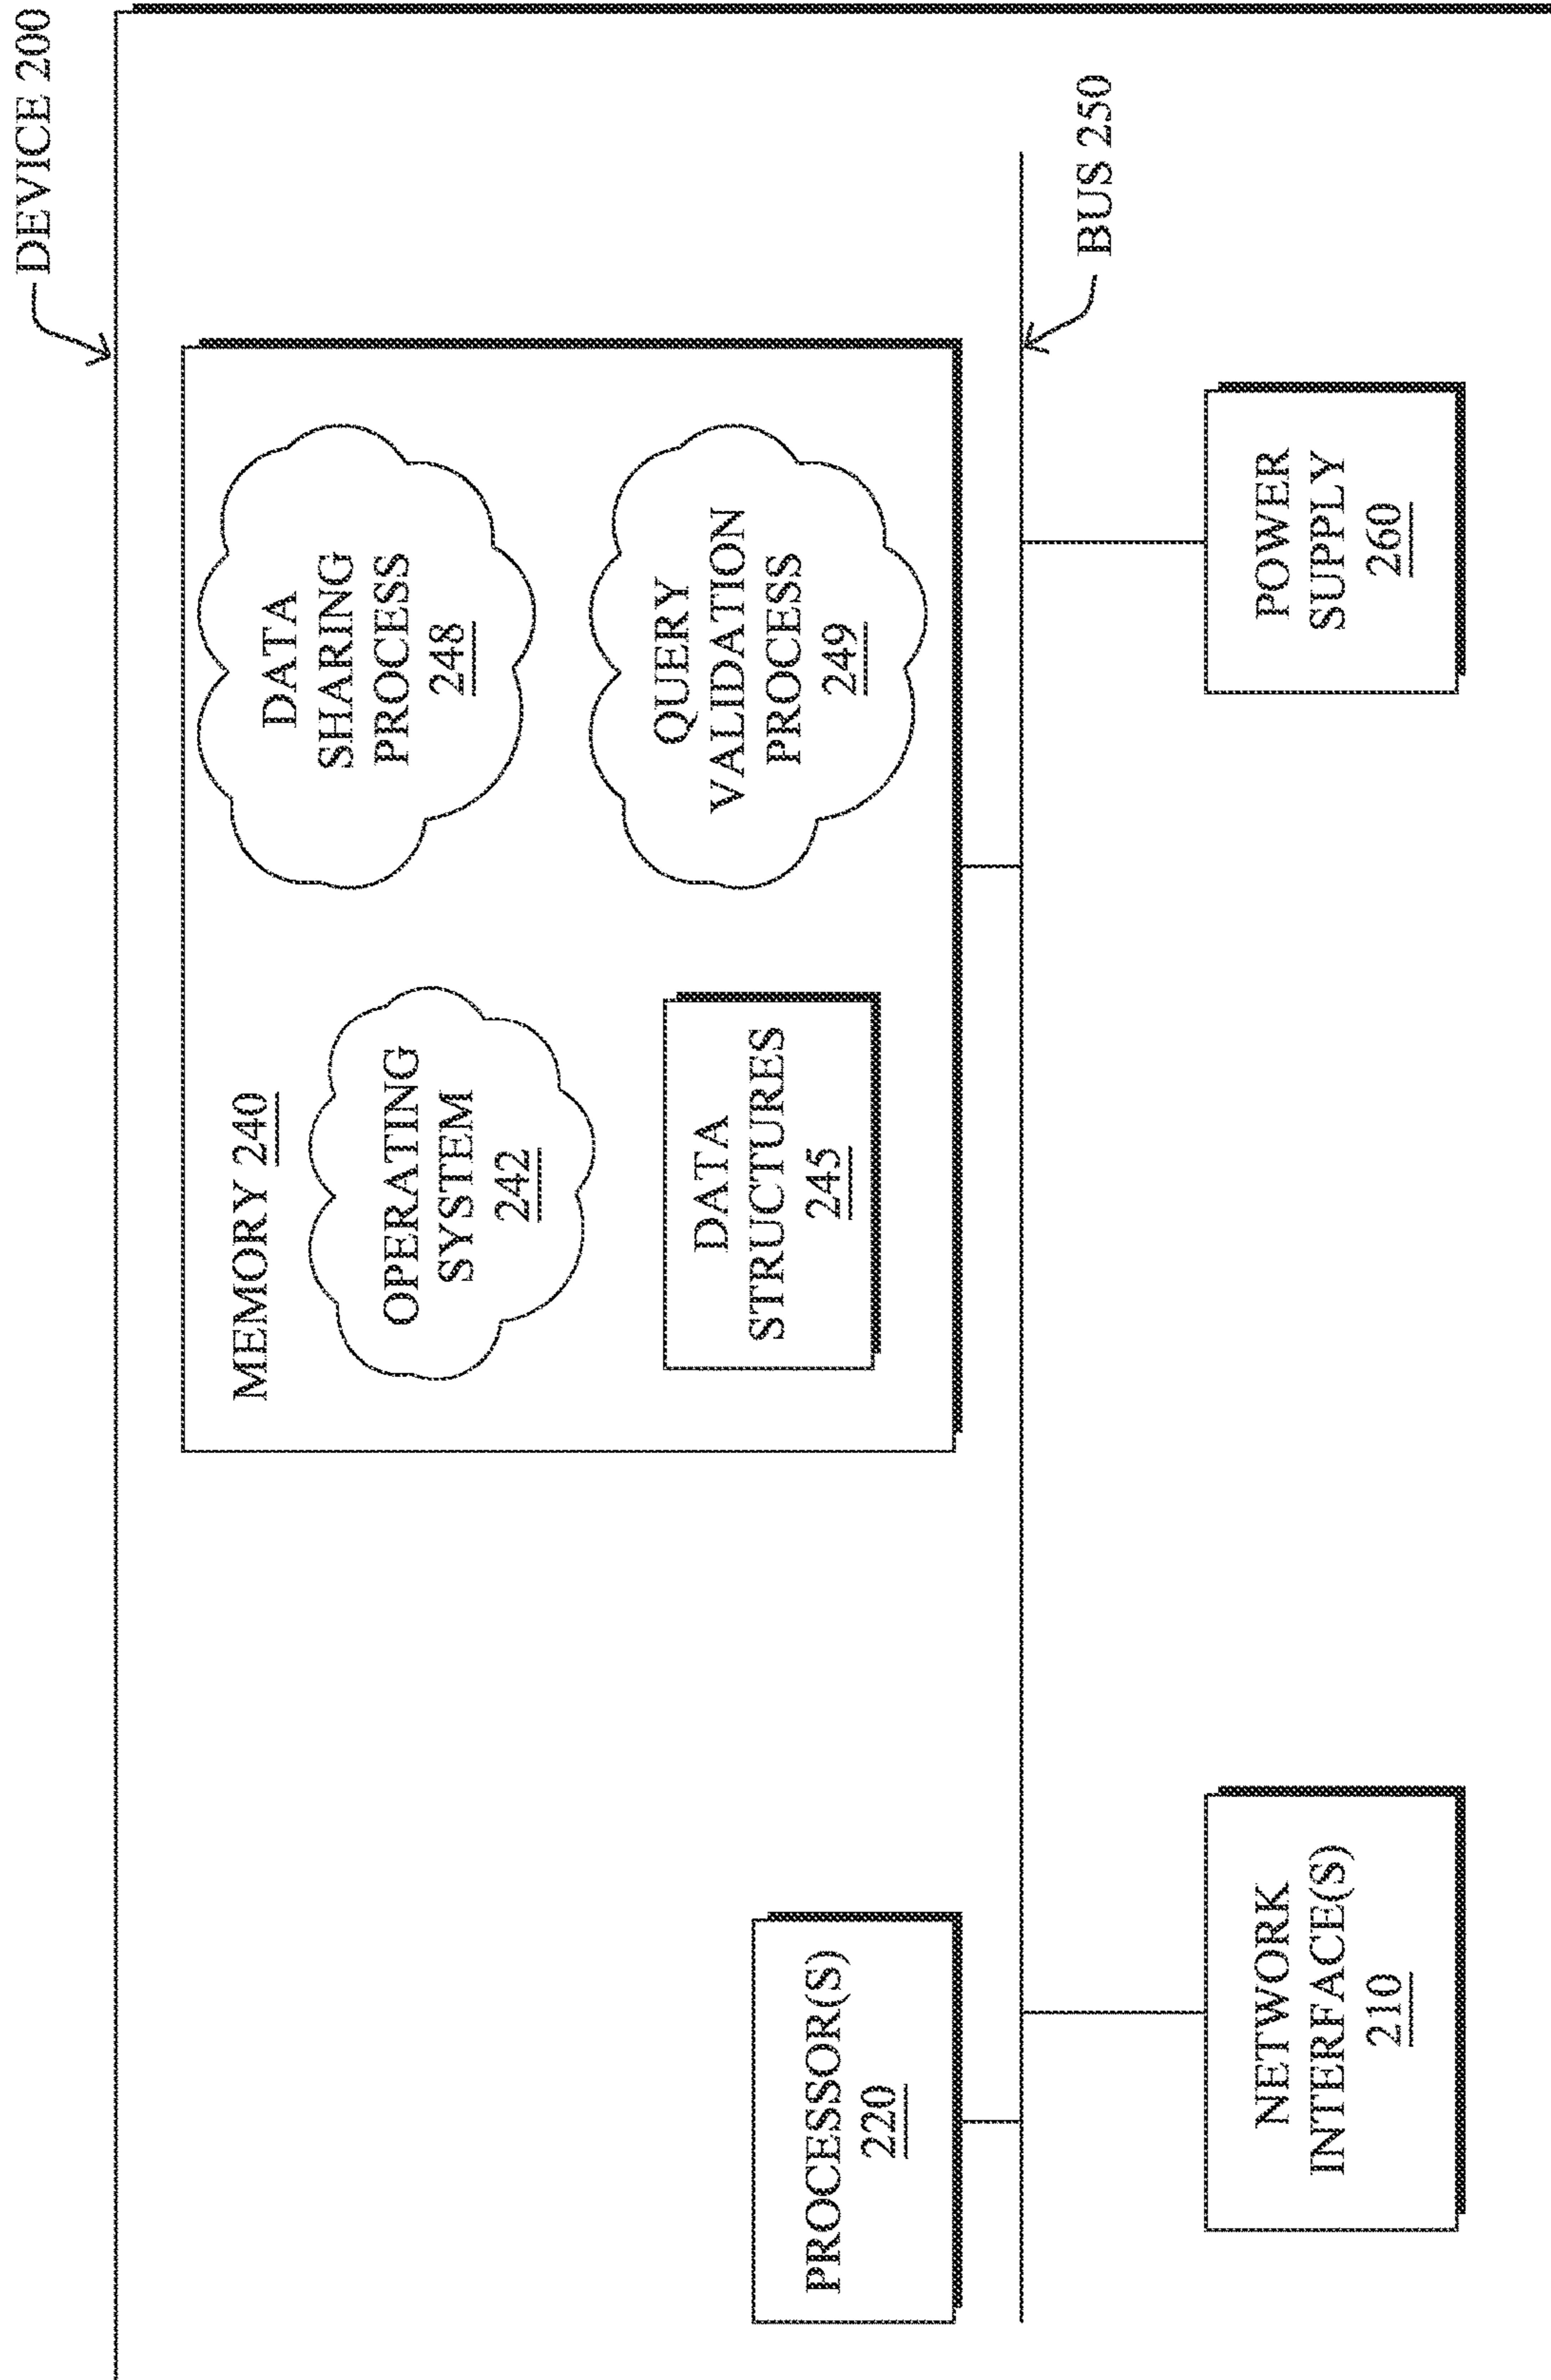 DEVICE 200
MEMORY 240
OPERATING
SYSTEM
242
DATA
STRUCTURES
245
DATA
SHARING
PROCESS
248
QUERY
VALIDATION
PROCESS
249
PROCESSOR(S)
220
BUS 250
NETWORK
INTERFACE(S)
210
POWER
SUPPLY
260